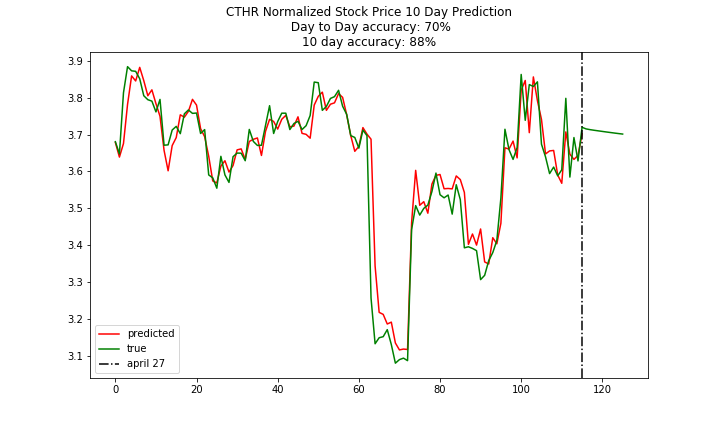 CTHR Normalized Stock Price 10 Day Prediction
Day to Day accuracy: 70%
10 day accuracy: 88%
3.9
3.8
3.7
3.6
3.5
3.4
3.3
3.2
3.1
predicted
true
april 27
0 20 40 60 80 100 120